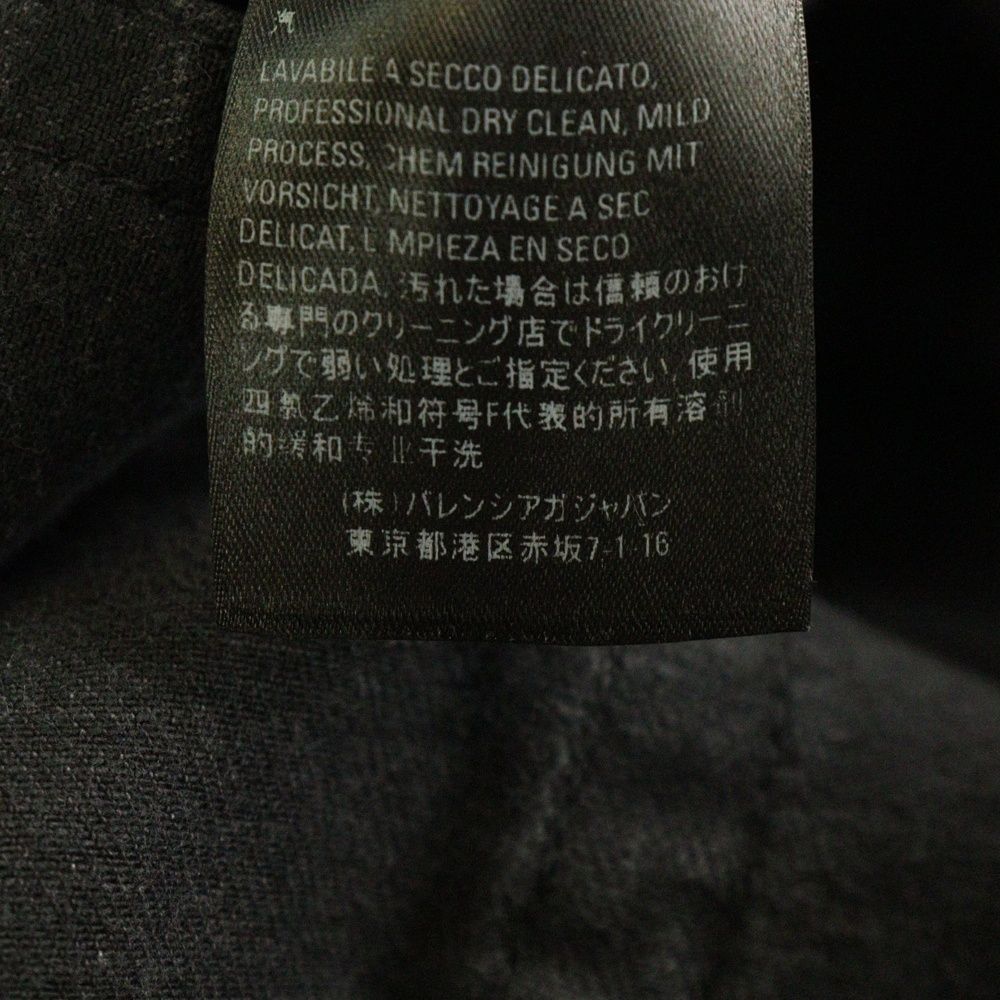 LAVABILE A SECCO DELICATO,
PROFESSIONAL DRY CLEAN, MILD
PROCESS, CHEM REINIGUNG MIT
VORSICHT, NETTOYAGE A SEC
DELICAT, LIMPIEZA EN SECO
DELICADA, 汚れた場合は信頼のおけ
る専門のクリーニング店でドライクリーニ
ングで弱い処理とご指定ください, 使用
四氯乙烯和符号F代表的所有溶剂
的缓和专业干洗
(株)バレンシアガジャパン
東京都港区赤坂7-1-16